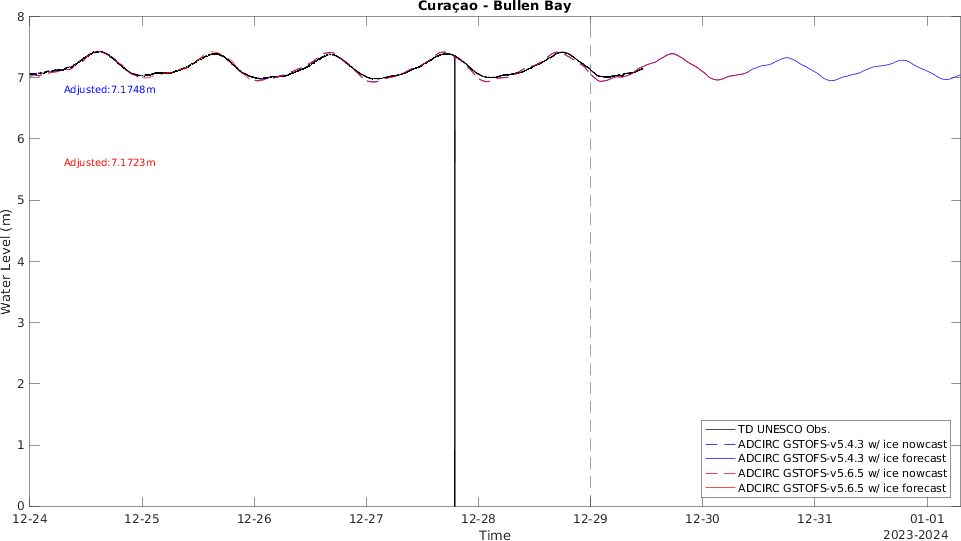 Curaçao - Bullen Bay
8
7
6
5
4
3
2
1
0
Water Level (m)
Adjusted:7.1748m
Adjusted:7.1723m
TD UNESCO Obs.
ADCIRC GSTOFS-v5.4.3 w/ ice nowcast
ADCIRC GSTOFS-v5.4.3 w/ ice forecast
ADCIRC GSTOFS-v5.6.5 w/ ice nowcast
ADCIRC GSTOFS-v5.6.5 w/ ice forecast
12-24 12-25 12-26 12-27 12-28 12-29 12-30 12-31 01-01
Time
2023-2024